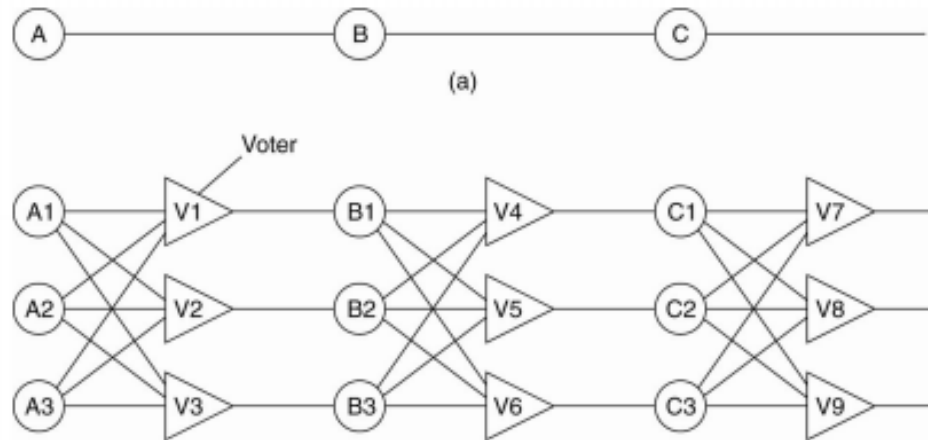 A B C
(a)
Voter
A1 V1 B1 V4 C1 V7
A2 V2 B2 V5 C2 V8
A3 V3 B3 V6 C3 V9